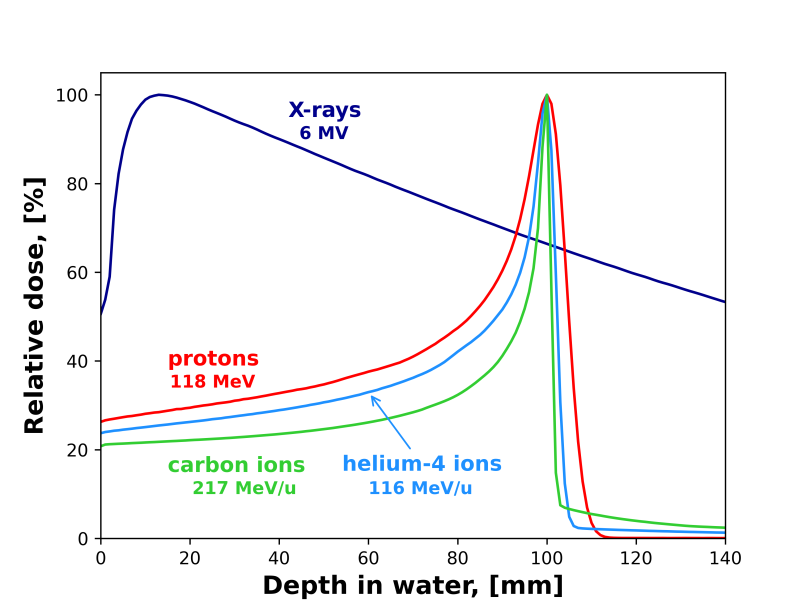 100
80
60
40
20
0
Relative dose, [%]
X-rays
6 MV
protons
118 MeV
carbon ions
217 MeV/u
helium-4 ions
116 MeV/u
0 20 40 60 80 100 120 140
Depth in water, [mm]